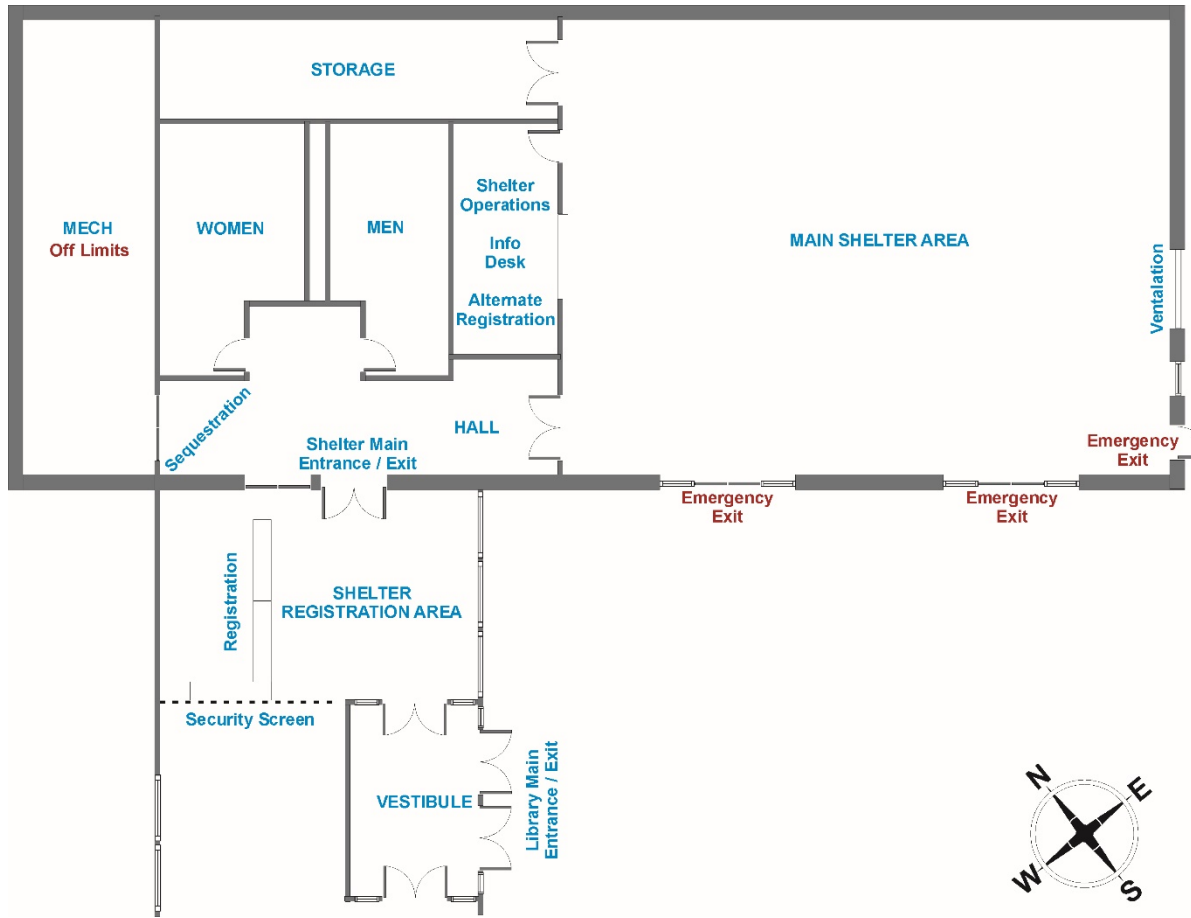 STORAGE
MECH
Off Limits
WOMEN
MEN
Shelter
Operations
Info
Desk
Alternate
Registration
MAIN SHELTER AREA
Ventalation
Sequestration
HALL
Shelter Main
Entrance / Exit
Emergency
Exit
Emergency
Exit
Emergency
Exit
Registration
SHELTER
REGISTRATION AREA
Security Screen
VESTIBULE
Library Main
Entrance / Exit
N
E
W
S